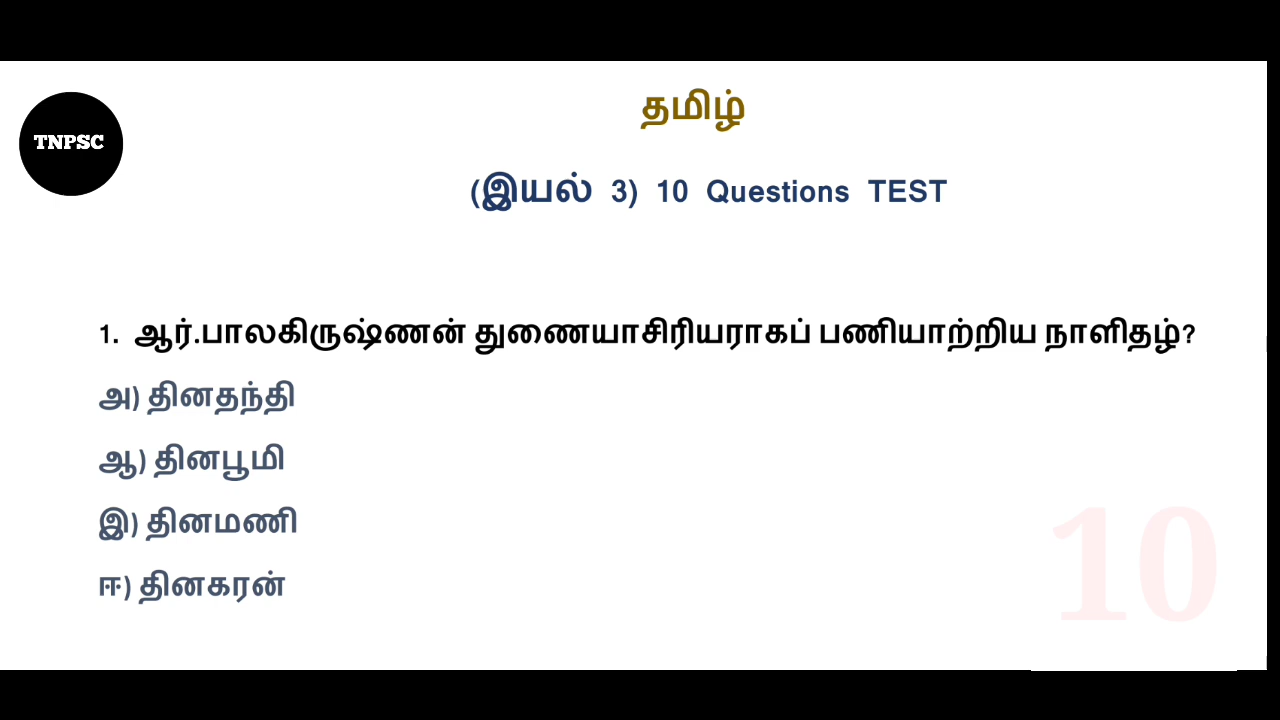 தமிழ்
TNPSC
(இயல் 3) 10 Questions TEST
1. ஆர்.பாலகிருஷ்ணன் துணையாசிரியராகப் பணியாற்றிய நாளிதழ்?
அ) தினதந்தி
ஆ) தினபூமி
இ) தினமணி
ஈ) தினகரன்
10